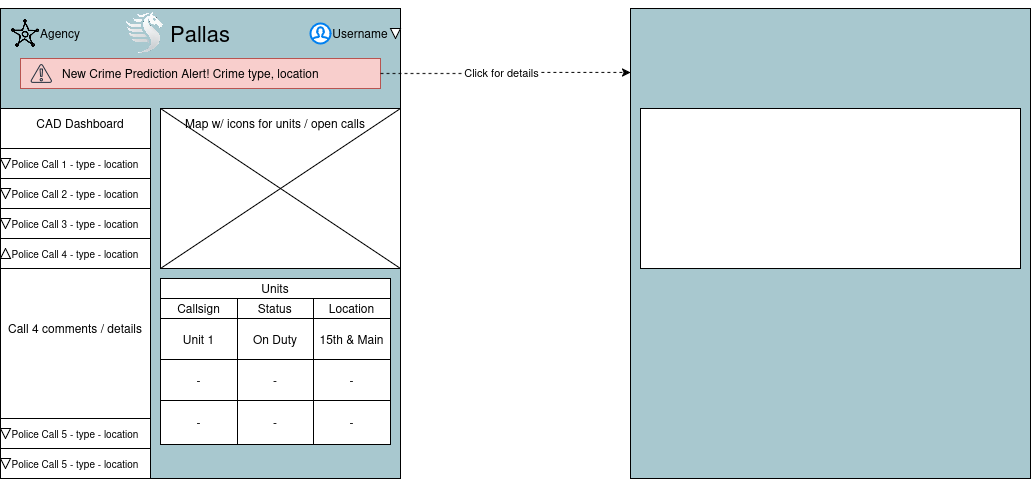 Agency
Pallas
Username
New Crime Prediction Alert! Crime type, location
Click for details
CAD Dashboard
Police Call 1 - type - location
Police Call 2 - type - location
Police Call 3 - type - location
Police Call 4 - type - location
Call 4 comments / details
Police Call 5 - type - location
Police Call 5 - type - location
Map w/ icons for units / open calls
Units
Callsign Status Location
Unit 1 On Duty 15th & Main
- - -
- - -